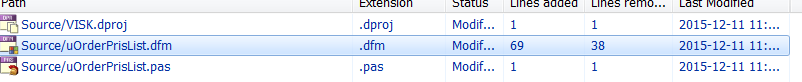 Path Extension Status Lines added Lines remo... Last Modified
Source/VISK.dproj .dproj Modif... 1 1 2015-12-11 11:...
Source/uOrderPrisList.dfm .dfm Modif... 69 38 2015-12-11 11:...
Source/uOrderPrisList.pas .pas Modif... 1 1 2015-12-11 11:...